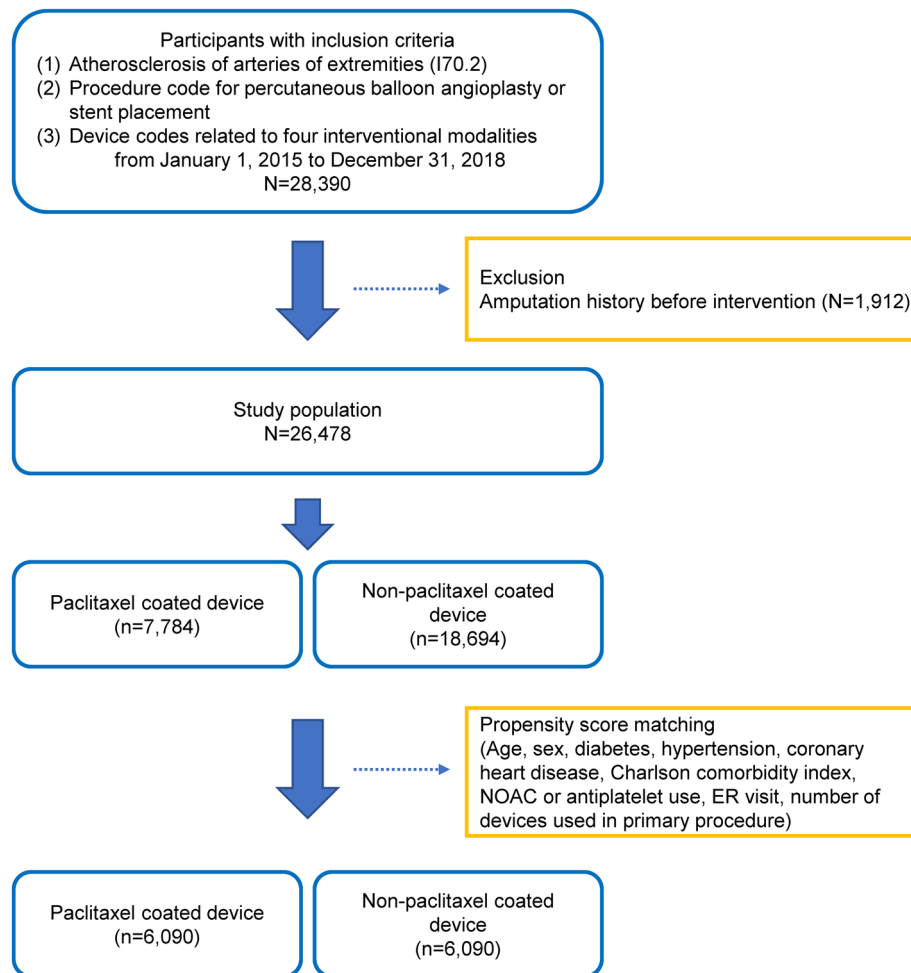 Participants with inclusion criteria
(1) Atherosclerosis of arteries of extremities (I70.2)
(2) Procedure code for percutaneous balloon angioplasty or
stent placement
(3) Device codes related to four interventional modalities
from January 1, 2015 to December 31, 2018
N=28,390
Exclusion
Amputation history before intervention (N=1,912)
Study population
N=26,478
Paclitaxel coated device
(n=7,784)
Non-paclitaxel coated
device
(n=18,694)
Propensity score matching
(Age, sex, diabetes, hypertension, coronary
heart disease, Charlson comorbidity index,
NOAC or antiplatelet use, ER visit, number of
devices used in primary procedure)
Paclitaxel coated device
(n=6,090)
Non-paclitaxel coated
device
(n=6,090)